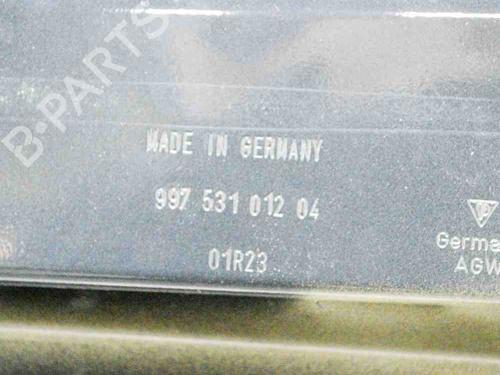 B-PARTS
MADE IN GERMANY
997 531 012 04
01R23
Germa
AGW